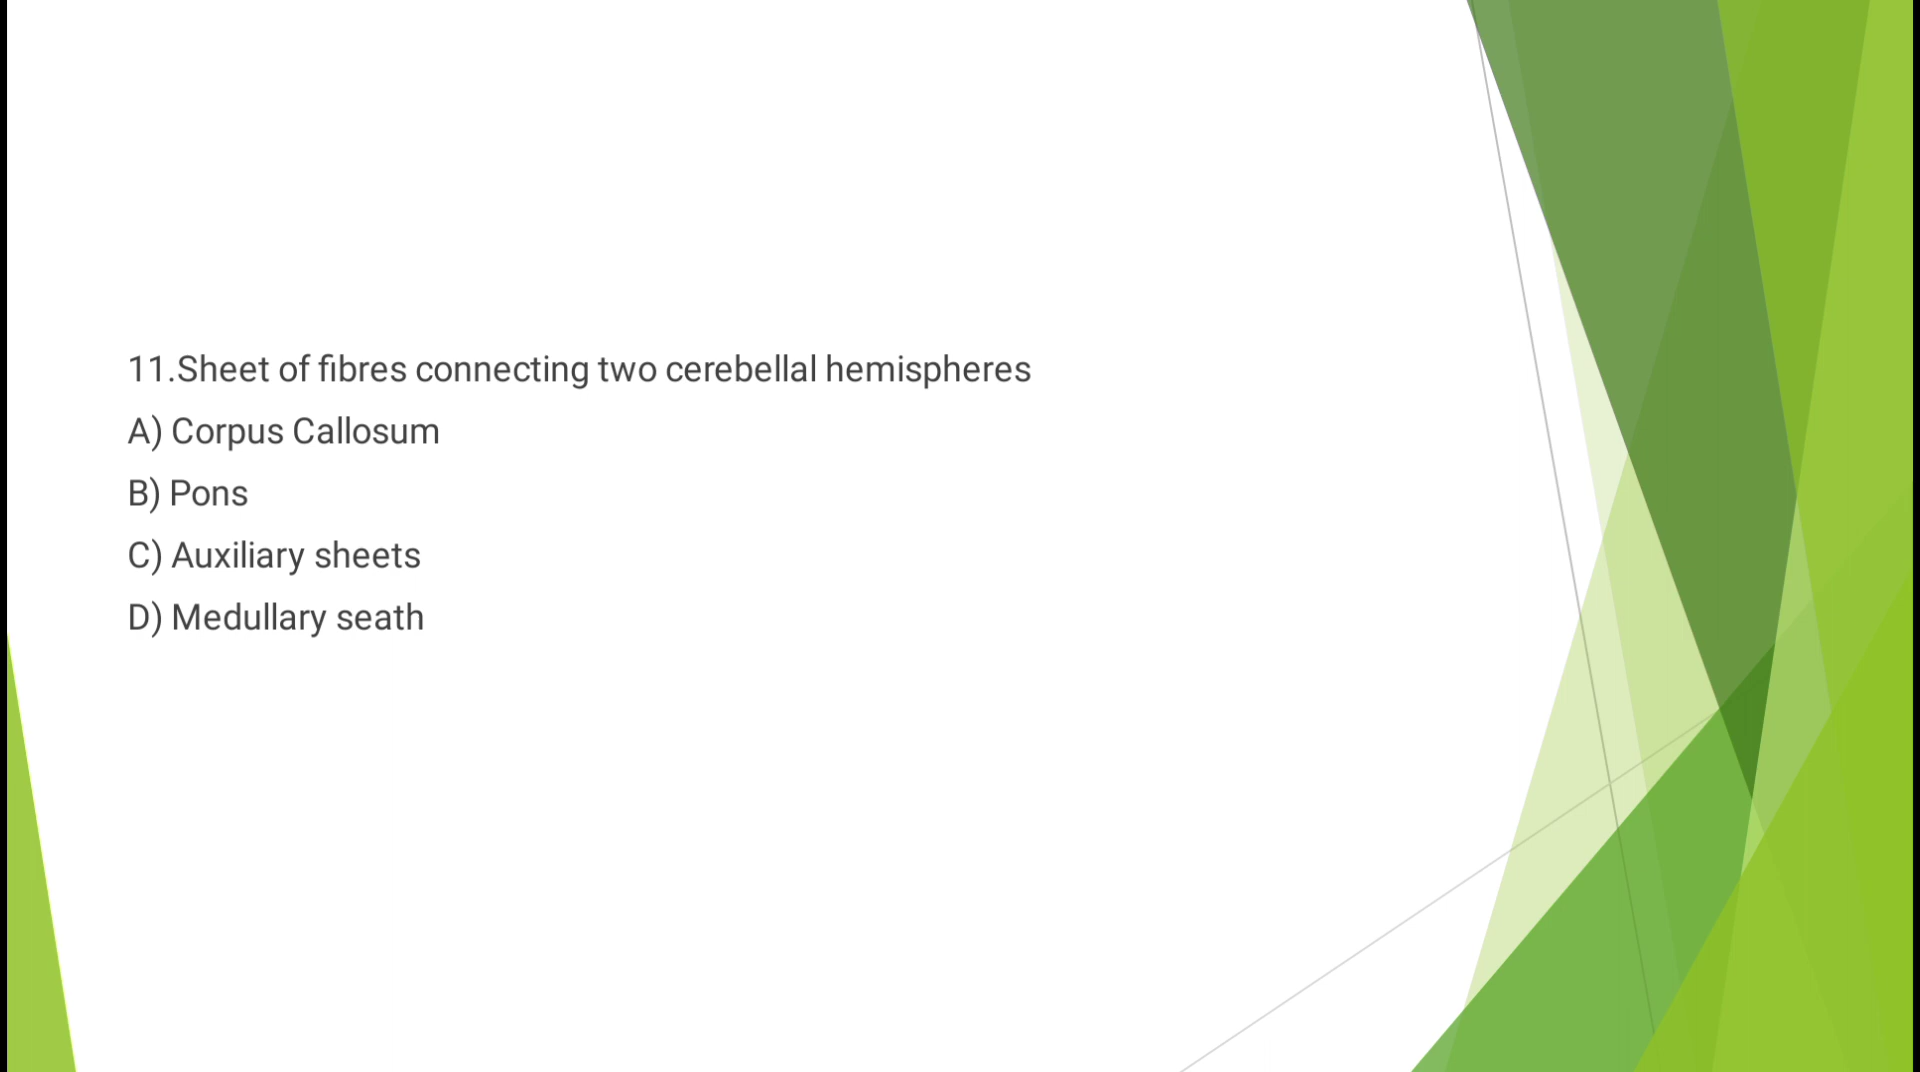 11.Sheet of fibres connecting two cerebellal hemispheres
A) Corpus Callosum
B) Pons
C) Auxiliary sheets
D) Medullary seath